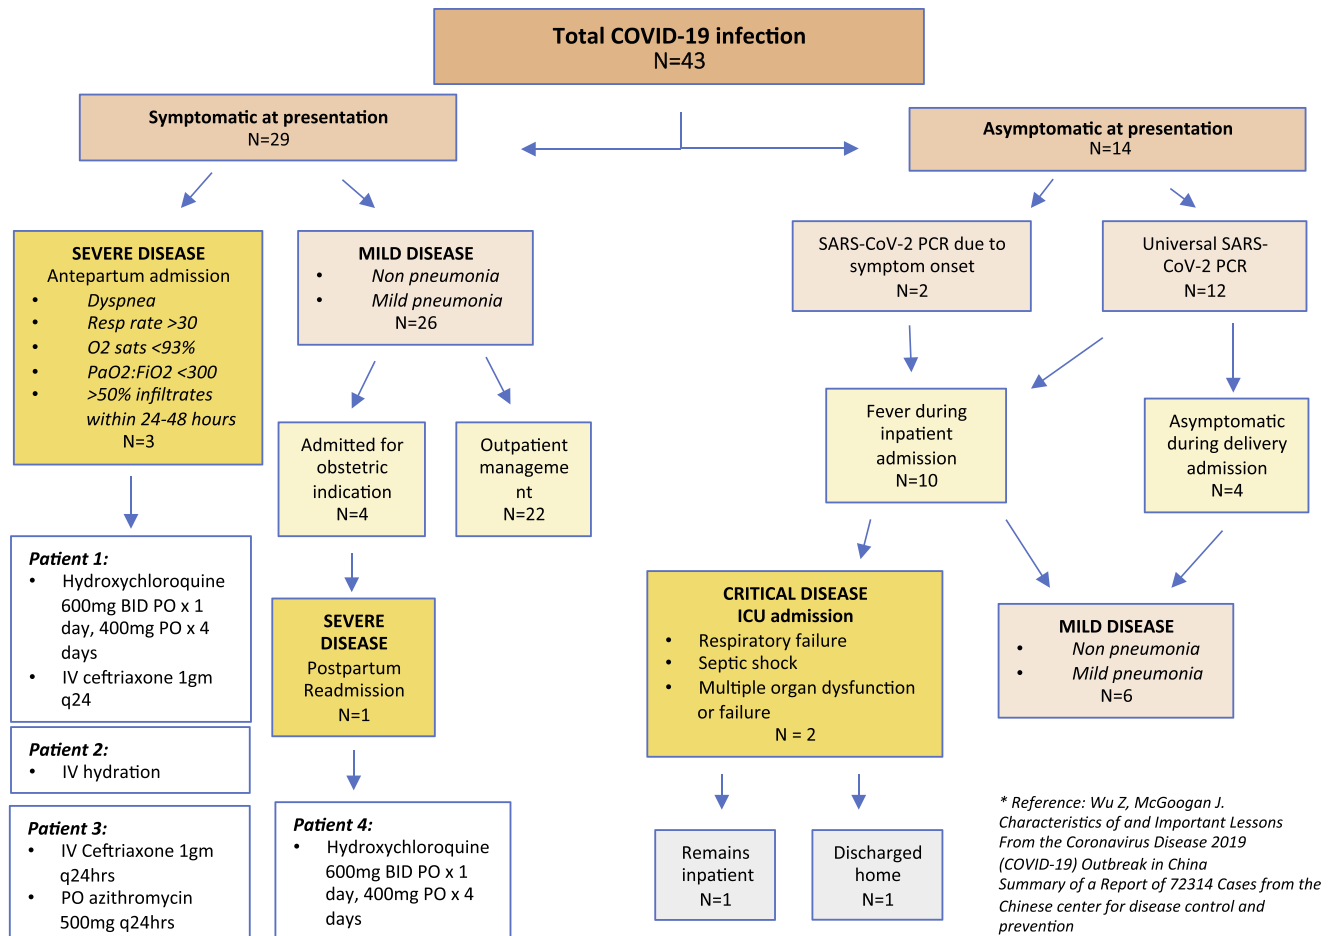 Total COVID-19 infection
N=43
Symptomatic at presentation
N=29
Asymptomatic at presentation
N=14
SEVERE DISEASE
Antepartum admission
• Dyspnea
• Resp rate >30
• O2 sats <93%
• PaO2:FiO2 <300
• >50% infiltrates
within 24-48 hours
N=3
MILD DISEASE
• Non pneumonia
• Mild pneumonia
N=26
SARS-CoV-2 PCR due to
symptom onset
N=2
Universal SARS-
CoV-2 PCR
N=12
Admitted for
obstetric
indication
N=4
Outpatient
manageme
nt
N=22
Fever during
inpatient
admission
N=10
Asymptomatic
during delivery
admission
N=4
Patient 1:
• Hydroxychloroquine
600mg BID PO x 1
day, 400mg PO x 4
days
• IV ceftriaxone 1gm
q24
Patient 2:
• IV hydration
Patient 3:
• IV Ceftriaxone 1gm
q24hrs
• PO azithromycin
500mg q24hrs
SEVERE
DISEASE
Postpartum
Readmission
N=1
Patient 4:
• Hydroxychloroquine
600mg BID PO x 1
day, 400mg PO x 4
days
CRITICAL DISEASE
ICU admission
• Respiratory failure
• Septic shock
• Multiple organ dysfunction
or failure
N = 2
MILD DISEASE
• Non pneumonia
• Mild pneumonia
N=6
Remains
inpatient
N=1
Discharged
home
N=1
* Reference: Wu Z, McGoogan J.
Characteristics of and Important Lessons
From the Coronavirus Disease 2019
(COVID-19) Outbreak in China
Summary of a Report of 72314 Cases from the
Chinese center for disease control and
prevention